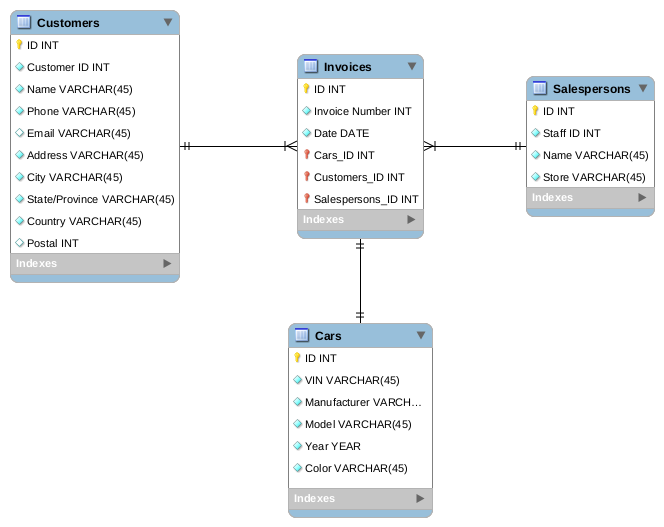 Customers
ID INT
Customer ID INT
Name VARCHAR(45)
Phone VARCHAR(45)
Email VARCHAR(45)
Address VARCHAR(45)
City VARCHAR(45)
State/Province VARCHAR(45)
Country VARCHAR(45)
Postal INT
Indexes
Invoices
ID INT
Invoice Number INT
Date DATE
Cars_ID INT
Customers_ID INT
Salespersons_ID INT
Indexes
Salespersons
ID INT
Staff ID INT
Name VARCHAR(45)
Store VARCHAR(45)
Indexes
Cars
ID INT
VIN VARCHAR(45)
Manufacturer VARCH...
Model VARCHAR(45)
Year YEAR
Color VARCHAR(45)
Indexes